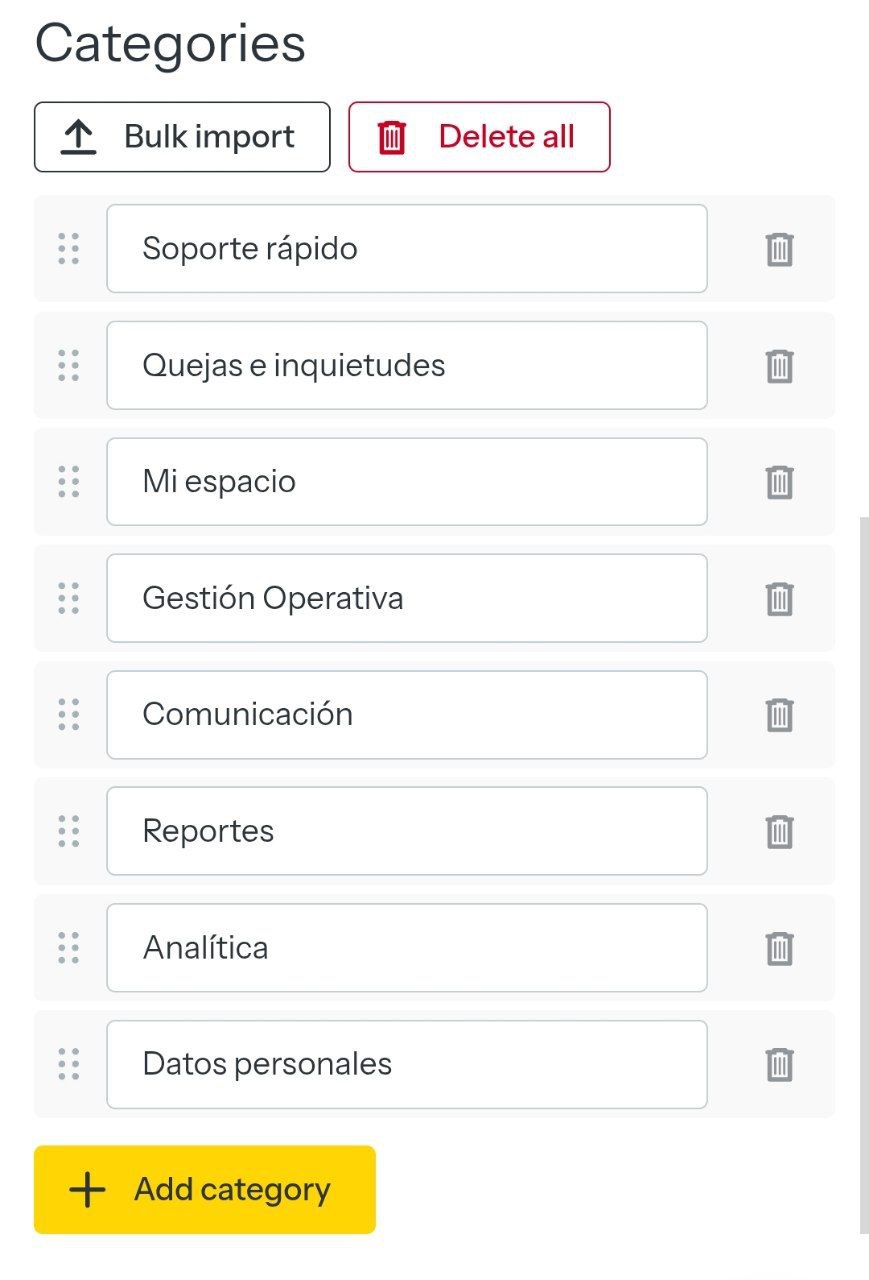 Categories
Bulk import
Delete all
Soporte rápido
Quejas e inquietudes
Mi espacio
Gestión Operativa
Comunicación
Reportes
Analítica
Datos personales
Add category